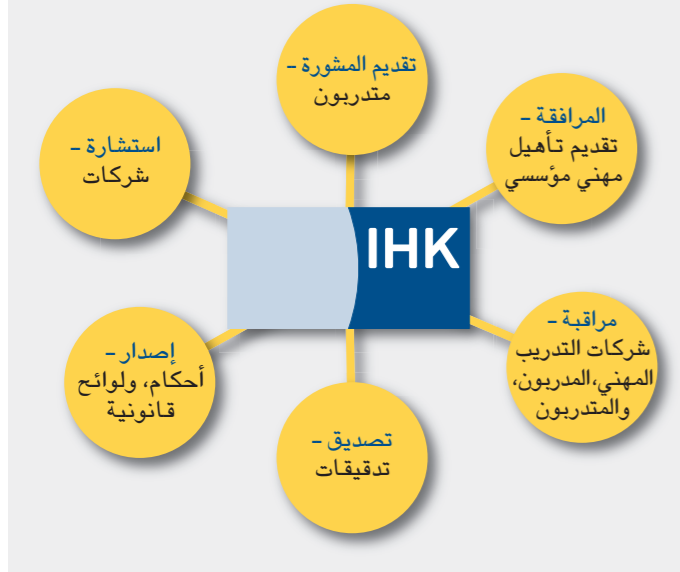 تقديم المشورة –
متدربون
المرافقة –
تقديم تأهيل
مهني مؤسسي
استشارة –
شركات
IHK
مراقبة –
شركات التدريب
المهني،المدربون،
والمتدربون
إصدار –
أحكام، ولوائح
قانونية
تصديق –
تدقيقات